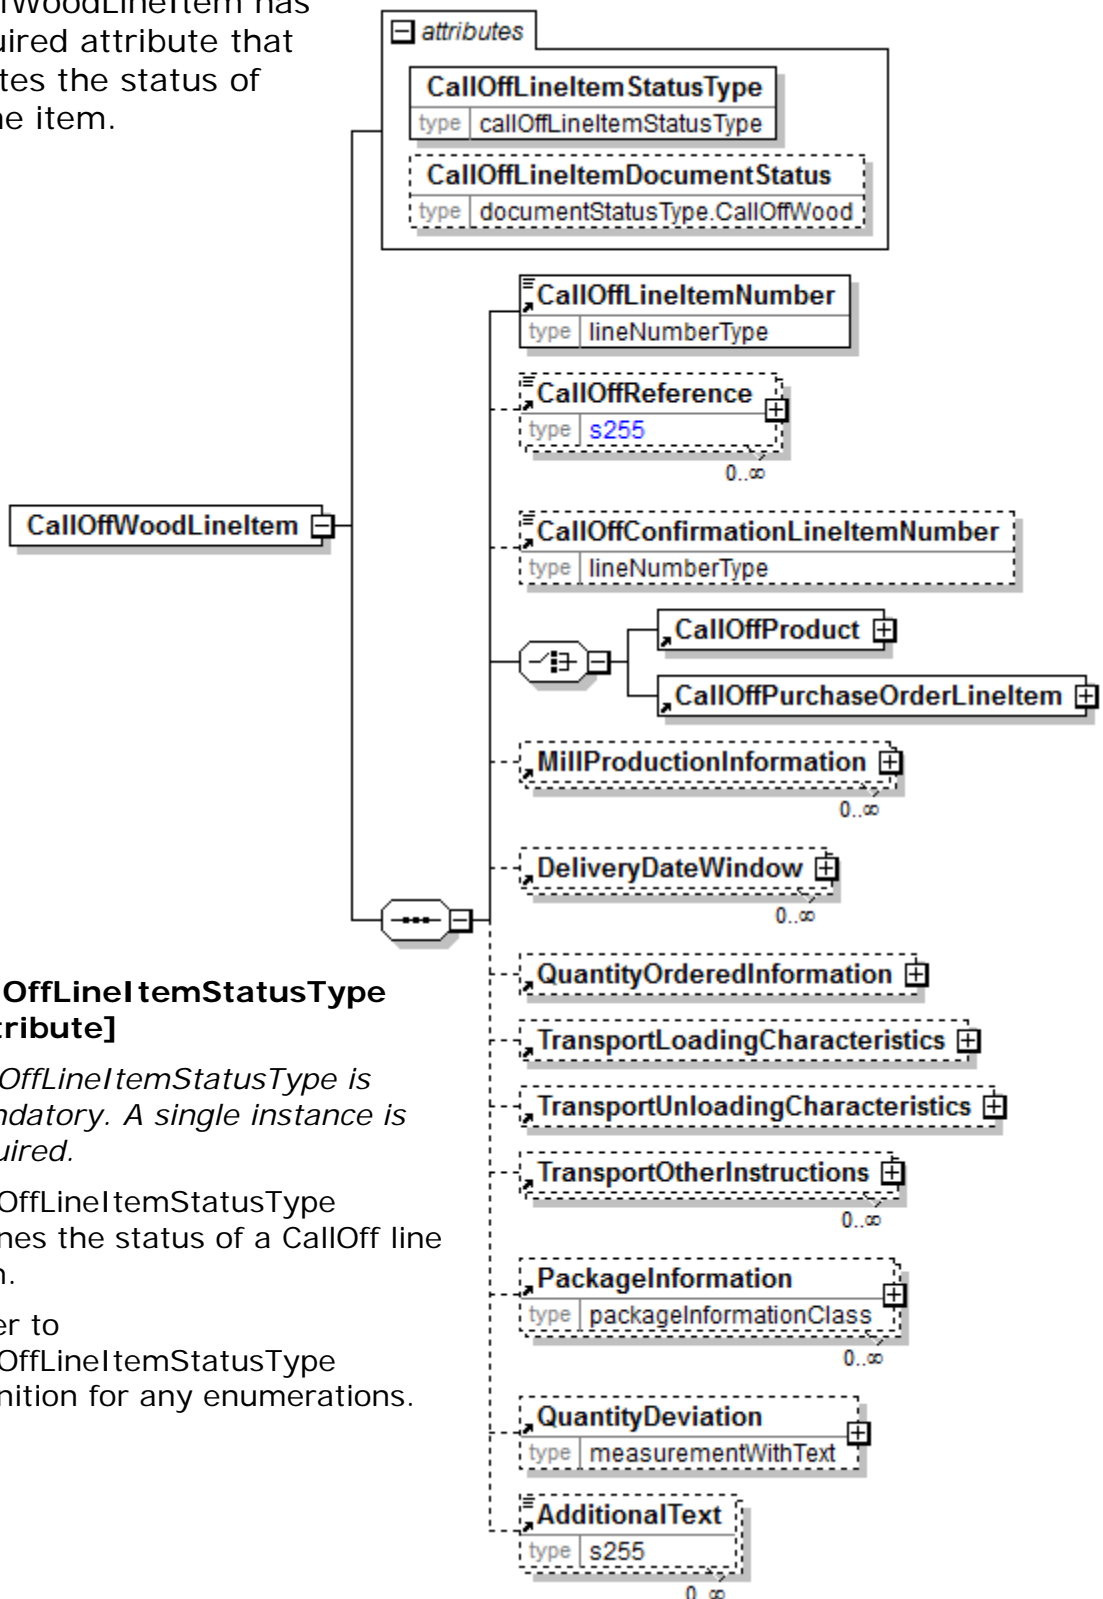 fWoodLineItem has
uired attribute that
tes the status of
ne item.
attributes
CallOffLineItemStatusType
type callOffLineItemStatusType
CallOffLineItemDocumentStatus
type documentStatusType.CallOffWood
CallOffLineItemNumber
type lineNumberType
CallOffReference
type s255
0..∞
CallOffWoodLineItem
CallOffConfirmationLineItemNumber
type lineNumberType
CallOffProduct
CallOffPurchaseOrderLineItem
MillProductionInformation
0..∞
DeliveryDateWindow
0..∞
QuantityOrderedInformation
TransportLoadingCharacteristics
TransportUnloadingCharacteristics
TransportOtherInstructions
0..∞
PackageInformation
type packageInformationClass
0..∞
QuantityDeviation
type measurementWithText
AdditionalText
type s255
0..∞
OffLineItemStatusType
tribute]
OffLineItemStatusType is
ndatory. A single instance is
uired.
OffLineItemStatusType
nes the status of a CallOff line
n.
er to
OffLineItemStatusType
nition for any enumerations.